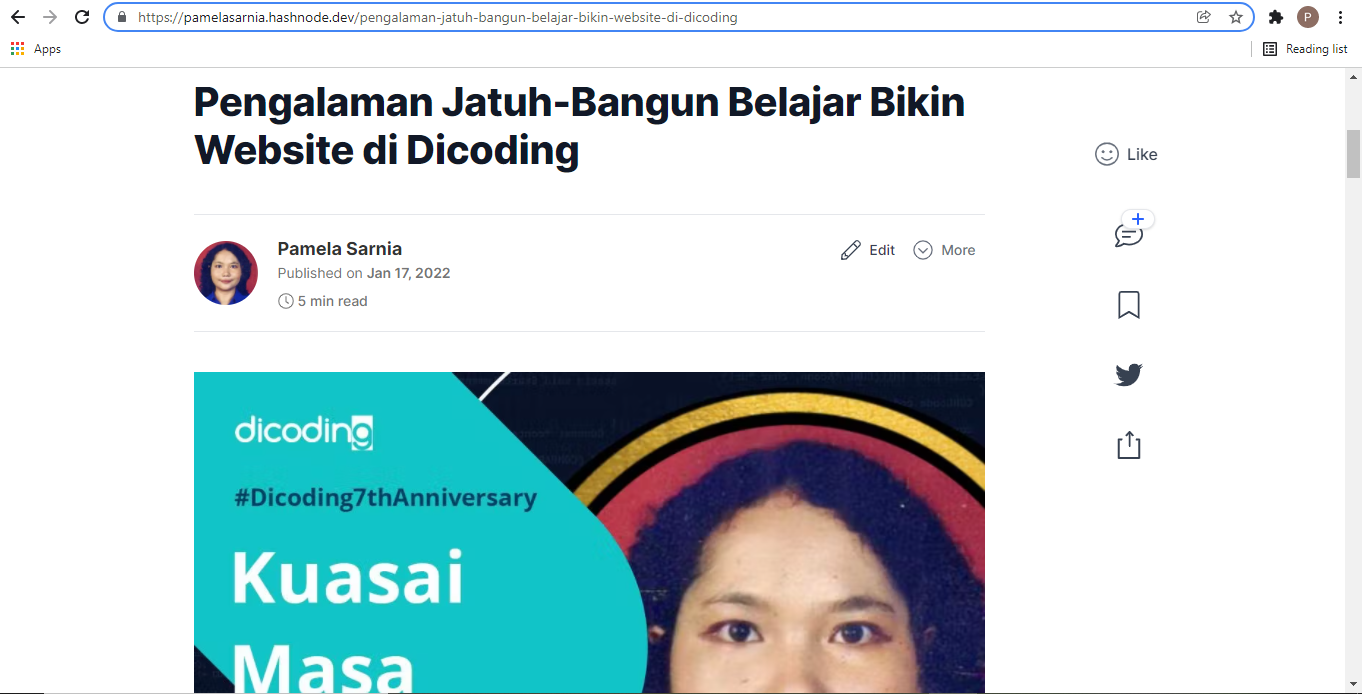 https://pamelasarnia.hashnode.dev/pengalaman-jatuh-bangun-belajar-bikin-website-di-dicoding
P
Apps
Reading list
Pengalaman Jatuh-Bangun Belajar Bikin
Website di Dicoding
Like
Pamela Sarnia
Edit
More
Published on Jan 17, 2022
5 min read
dicoding
#Dicoding7thAnniversary
Kuasai
Masa